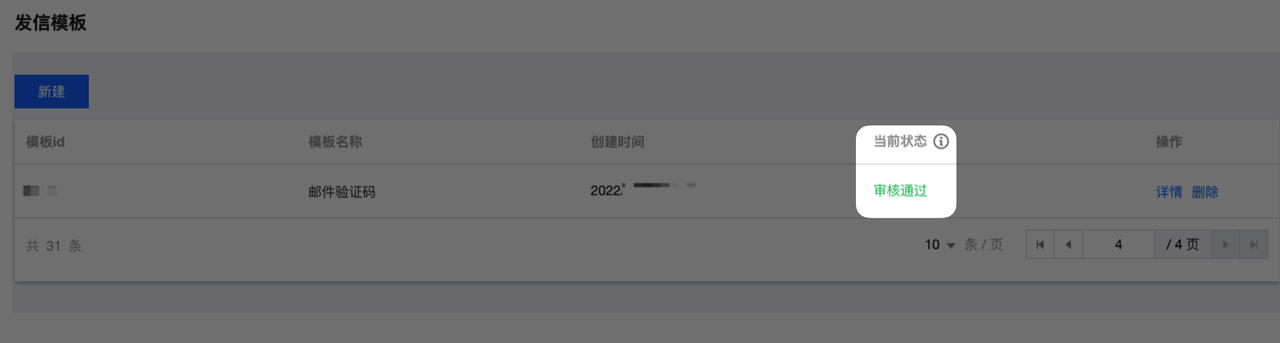 发信模板
新建
模板id 模板名称 创建时间 当前状态 操作
邮件验证码 2022/ 审核通过 详情 删除
共 31 条 10 条 / 页 4 / 4 页